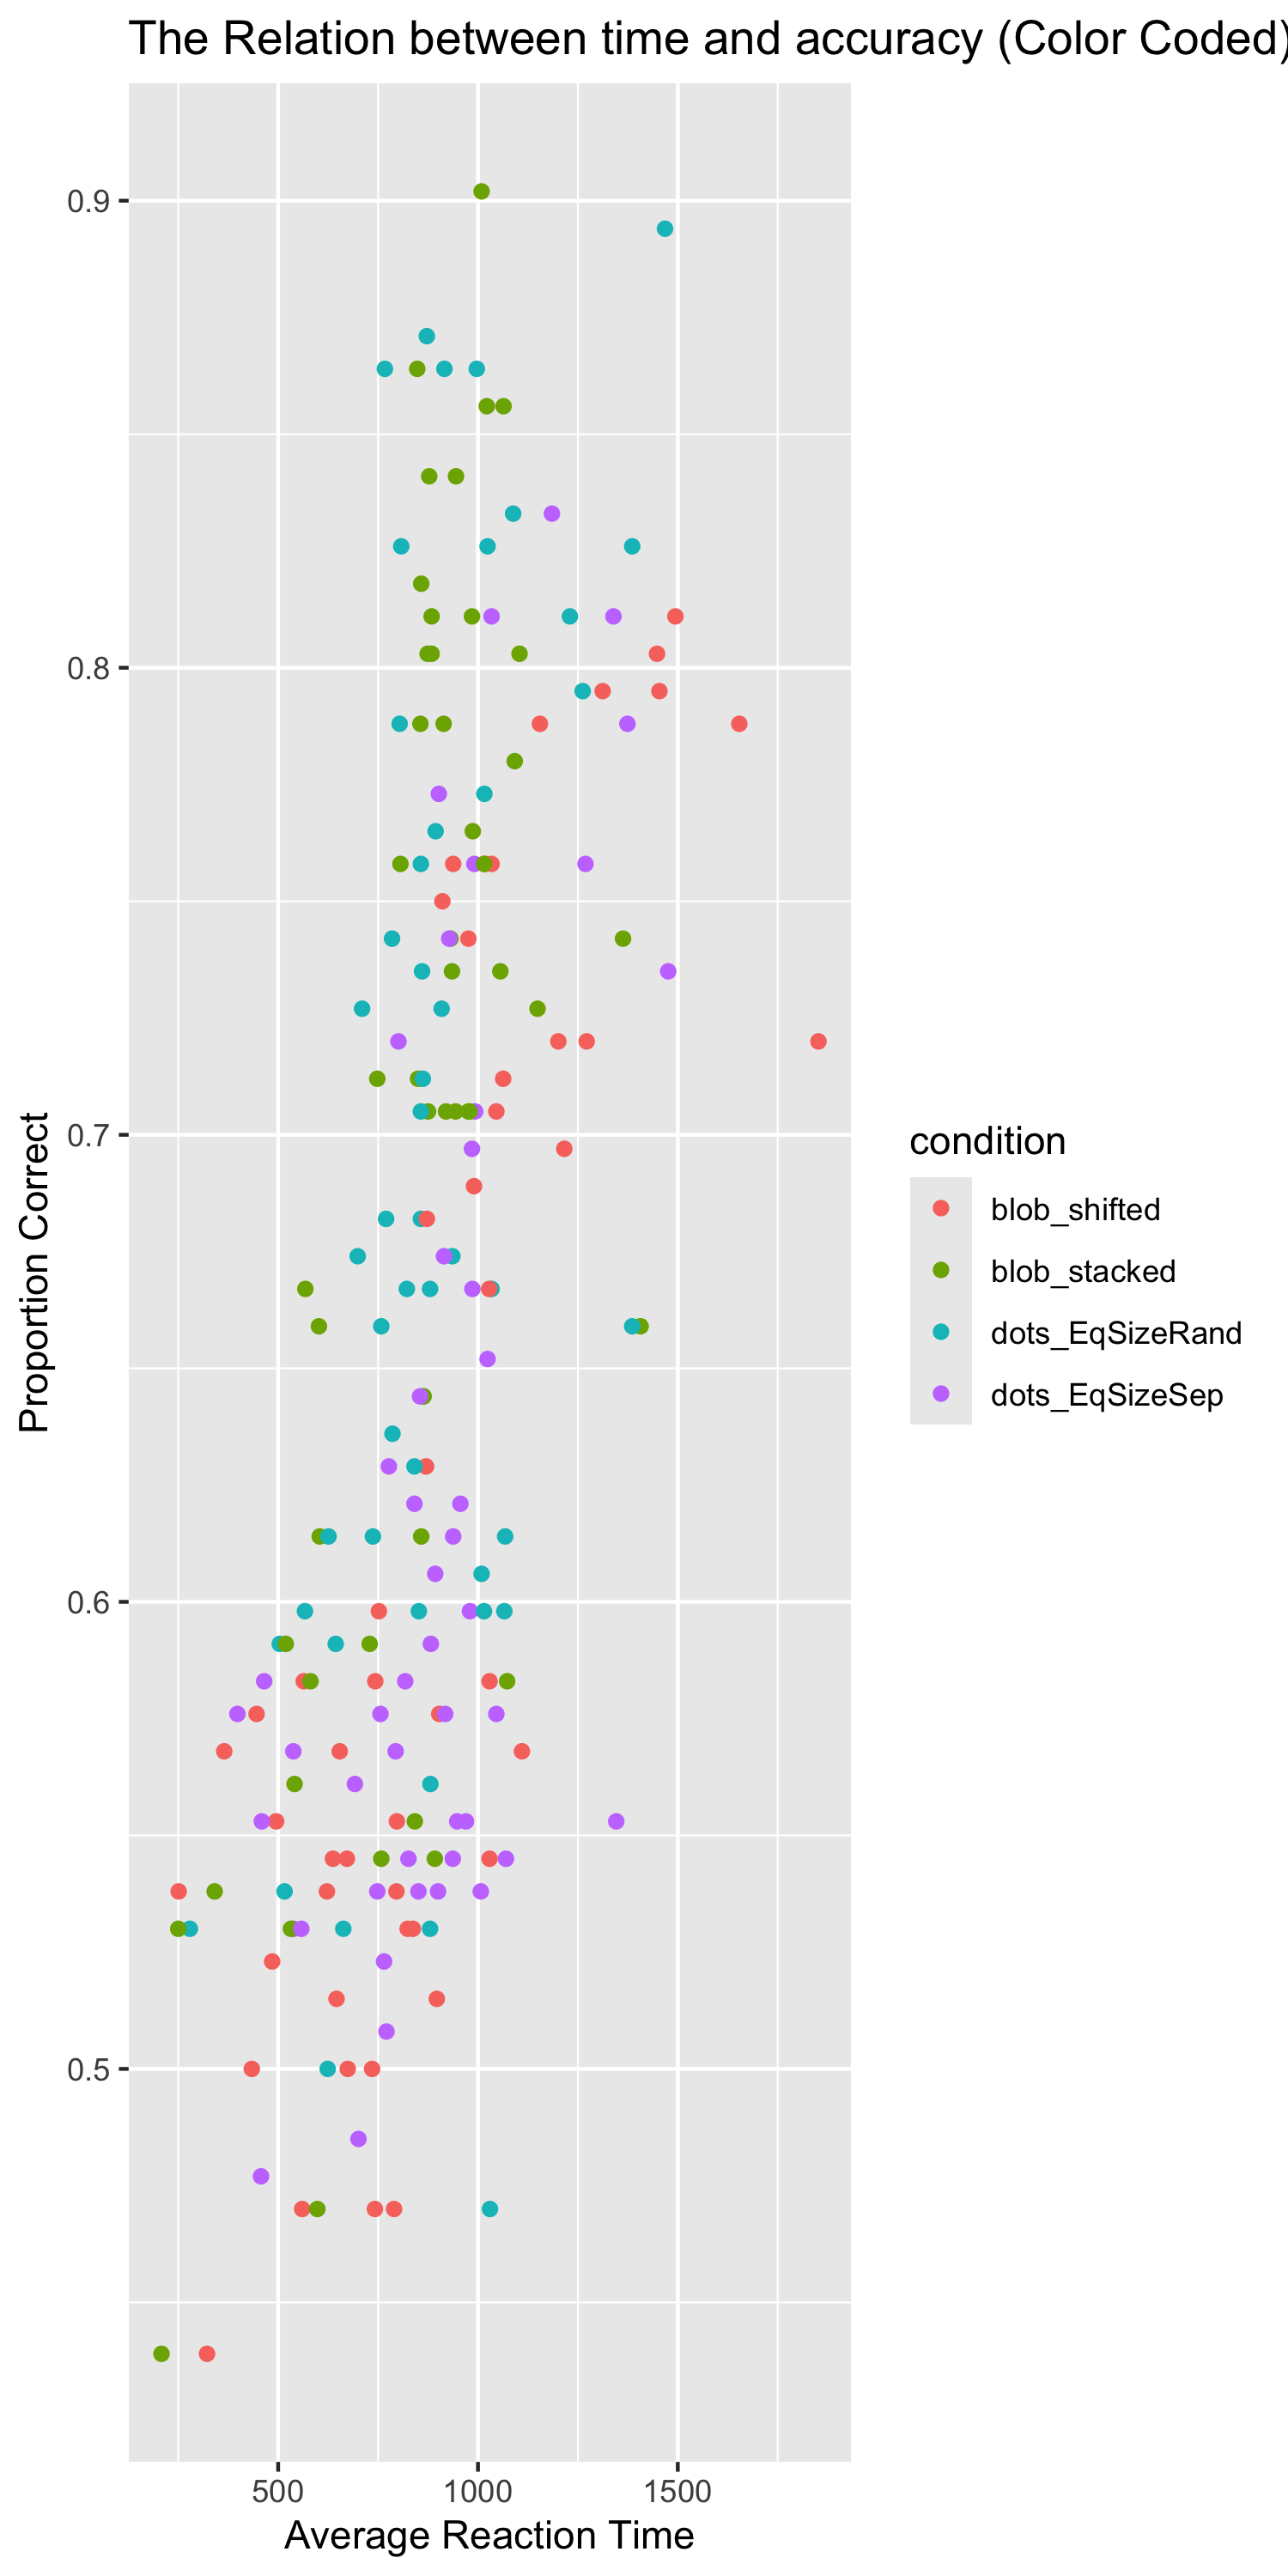 The Relation between time and accuracy (Color Coded)
Proportion Correct
0.9
0.8
0.7
0.6
0.5
500 1000 1500
Average Reaction Time
condition
blob_shifted
blob_stacked
dots_EqSizeRand
dots_EqSizeSep